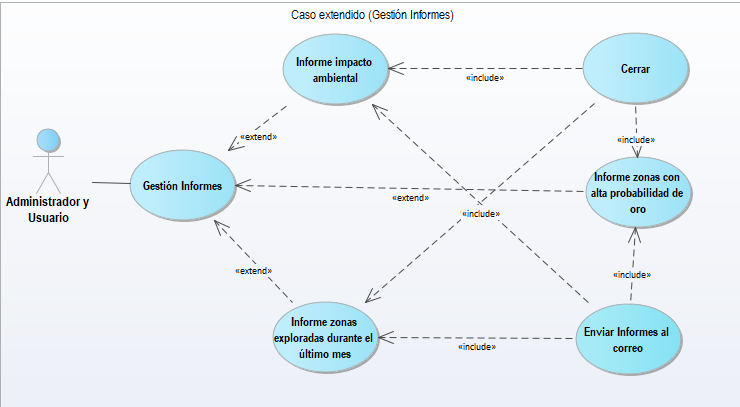 Caso extendido (Gestión Informes)
Informe impacto
ambiental
«include»
Cerrar
«extend»
«include»
Administrador y
Usuario
Gestión Informes
«extend»
Informe zonas con
alta probabilidad de
oro
«include»
«extend»
«include»
Informe zonas
exploradas durante el
último mes
«include»
Enviar Informes al
correo